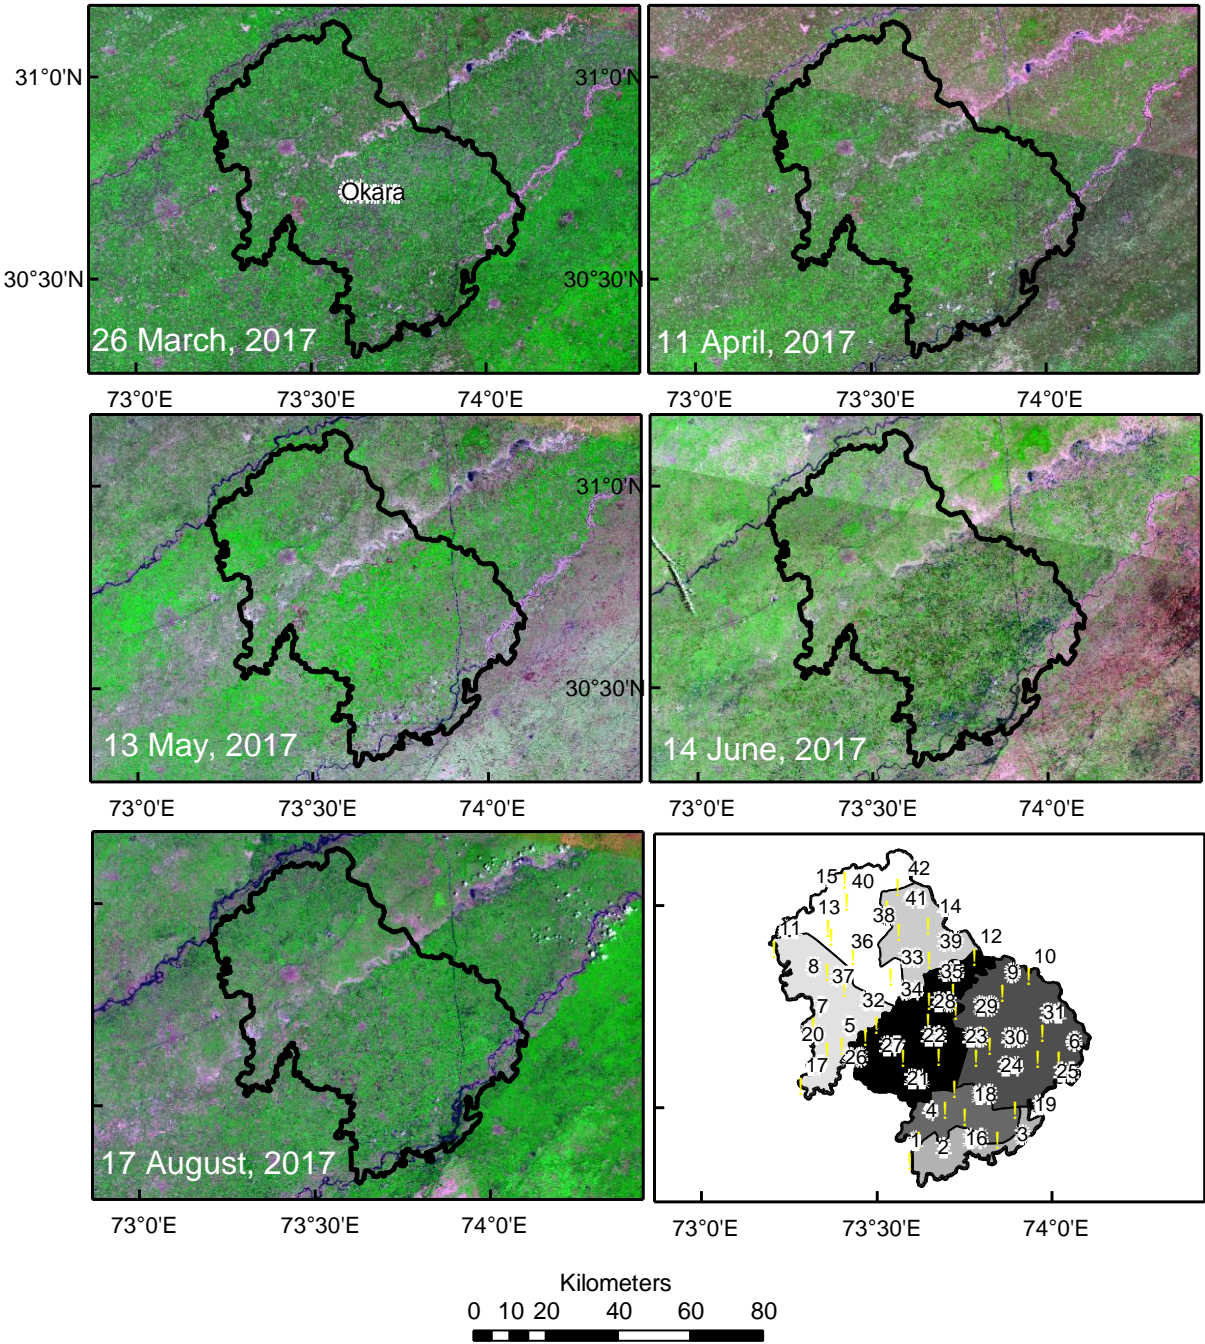 31°0'N
31°0'N
Okara
30°30'N
30°30'N
26 March, 2017
11 April, 2017
73°0'E
73°30'E
74°0'E
73°0'E
73°30'E
74°0'E
31°0'N
30°30'N
13 May, 2017
14 June, 2017
73°0'E
73°30'E
74°0'E
73°0'E
73°30'E
74°0'E
17 August, 2017
42
15
40
41
13
38
14
11
36
39
12
10
33
8
37
35
9
34
32
28
29
7
31
5
20
22
23
30
6
27
26
17
24
25
21
18
4
19
1
16
3
2
73°0'E
73°30'E
74°0'E
73°0'E
73°30'E
74°0'E
Kilometers
0 10 20 40 60 80